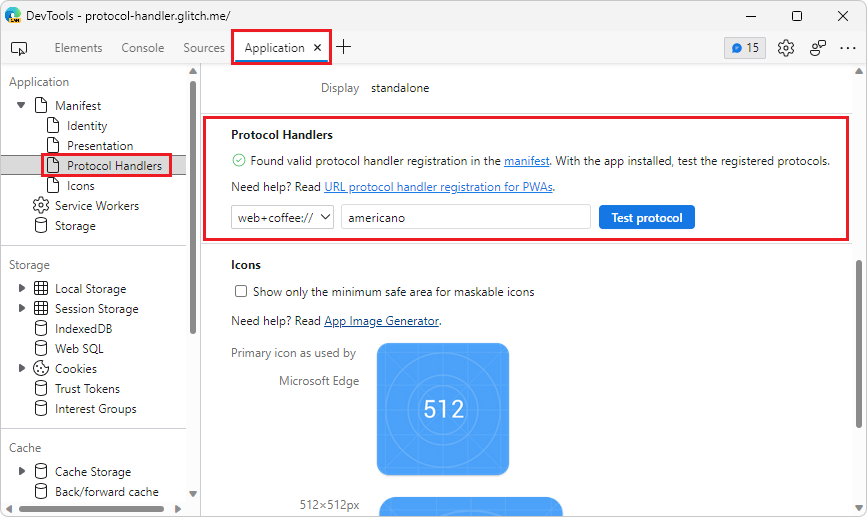 DevTools - protocol-handler.glitch.me/
Elements Console Sources Application 15
Application
Manifest
Identity
Presentation
Protocol Handlers
Icons
Service Workers
Storage
Storage
Local Storage
Session Storage
IndexedDB
Web SQL
Cookies
Trust Tokens
Interest Groups
Cache
Cache Storage
Back/forward cache
Display standalone
Protocol Handlers
Found valid protocol handler registration in the manifest. With the app installed, test the registered protocols.
Need help? Read URL protocol handler registration for PWAs.
web+coffee:// americano Test protocol
Icons
Show only the minimum safe area for maskable icons
Need help? Read App Image Generator.
Primary icon as used by
Microsoft Edge
512
512×512px